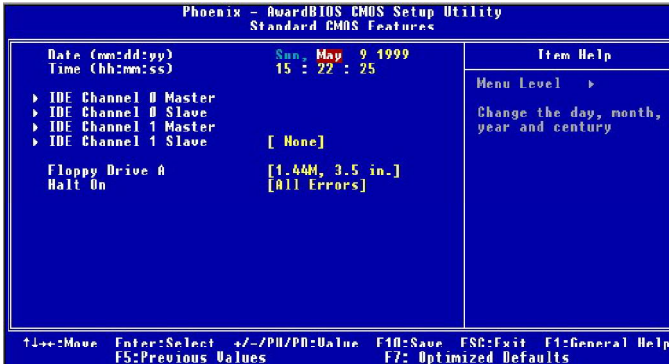 Phoenix - AwardBIOS CMOS Setup Utility
Standard CMOS Features
Date (mm:dd:yy) Sun, May 9 1999
Time (hh:mm:ss) 15 : 22 : 25
IDE Channel 0 Master
IDE Channel 0 Slave
IDE Channel 1 Master
IDE Channel 1 Slave [ None]
Floppy Drive A [1.44M, 3.5 in.]
Halt On [All Errors]
Item Help
Menu Level
Change the day, month,
year and century
↑↓→←:Move Enter:Select +/-/PU/PD:Value F10:Save ESC:Exit F1:General Help
F5:Previous Values F7: Optimized Defaults